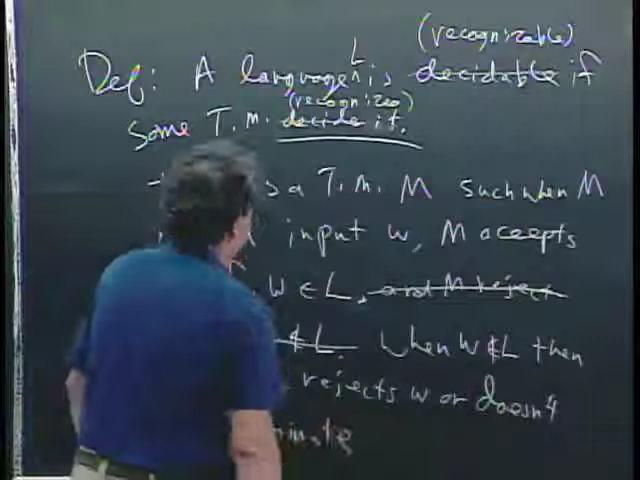 (recognizable)
Def: A language L is decidable if
(recognizes)
some T.M. decide it.
is a T.M. M such when M
input w, M accepts
w ∈ L, and M reject
∉ L. When w ∉ L then
rejects w or doesn't